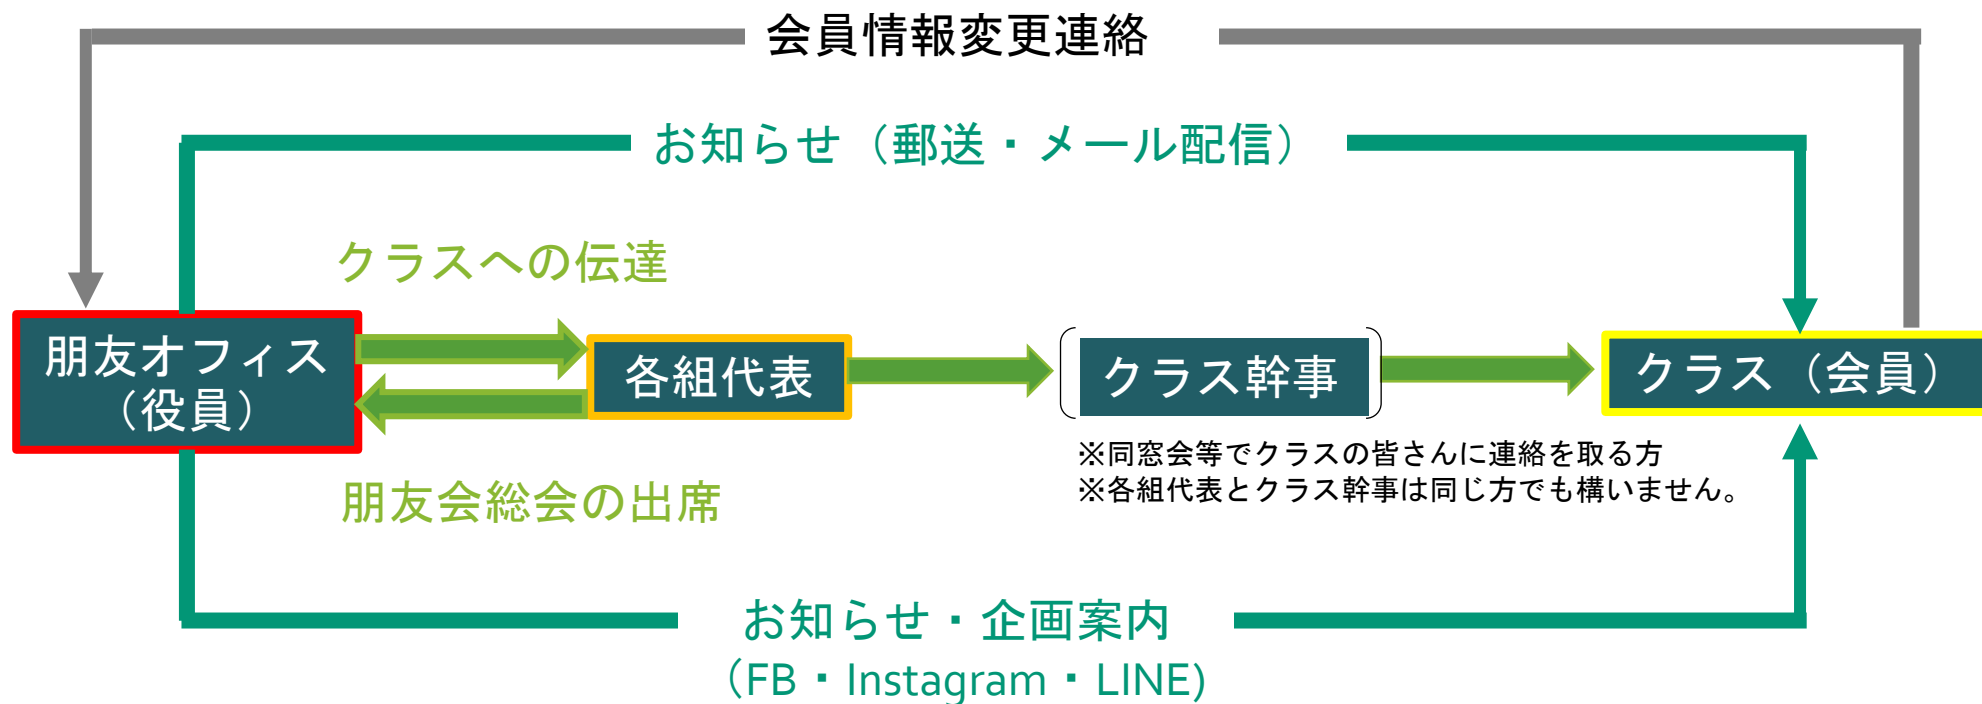 会員情報変更連絡
お知らせ（郵送・メール配信）
クラスへの伝達
朋友オフィス
（役員）
各組代表
クラス幹事
クラス（会員）
※同窓会等でクラスの皆さんに連絡を取る方
※各組代表とクラス幹事は同じ方でも構いません。
朋友会総会の出席
お知らせ・企画案内
（FB・Instagram・LINE)